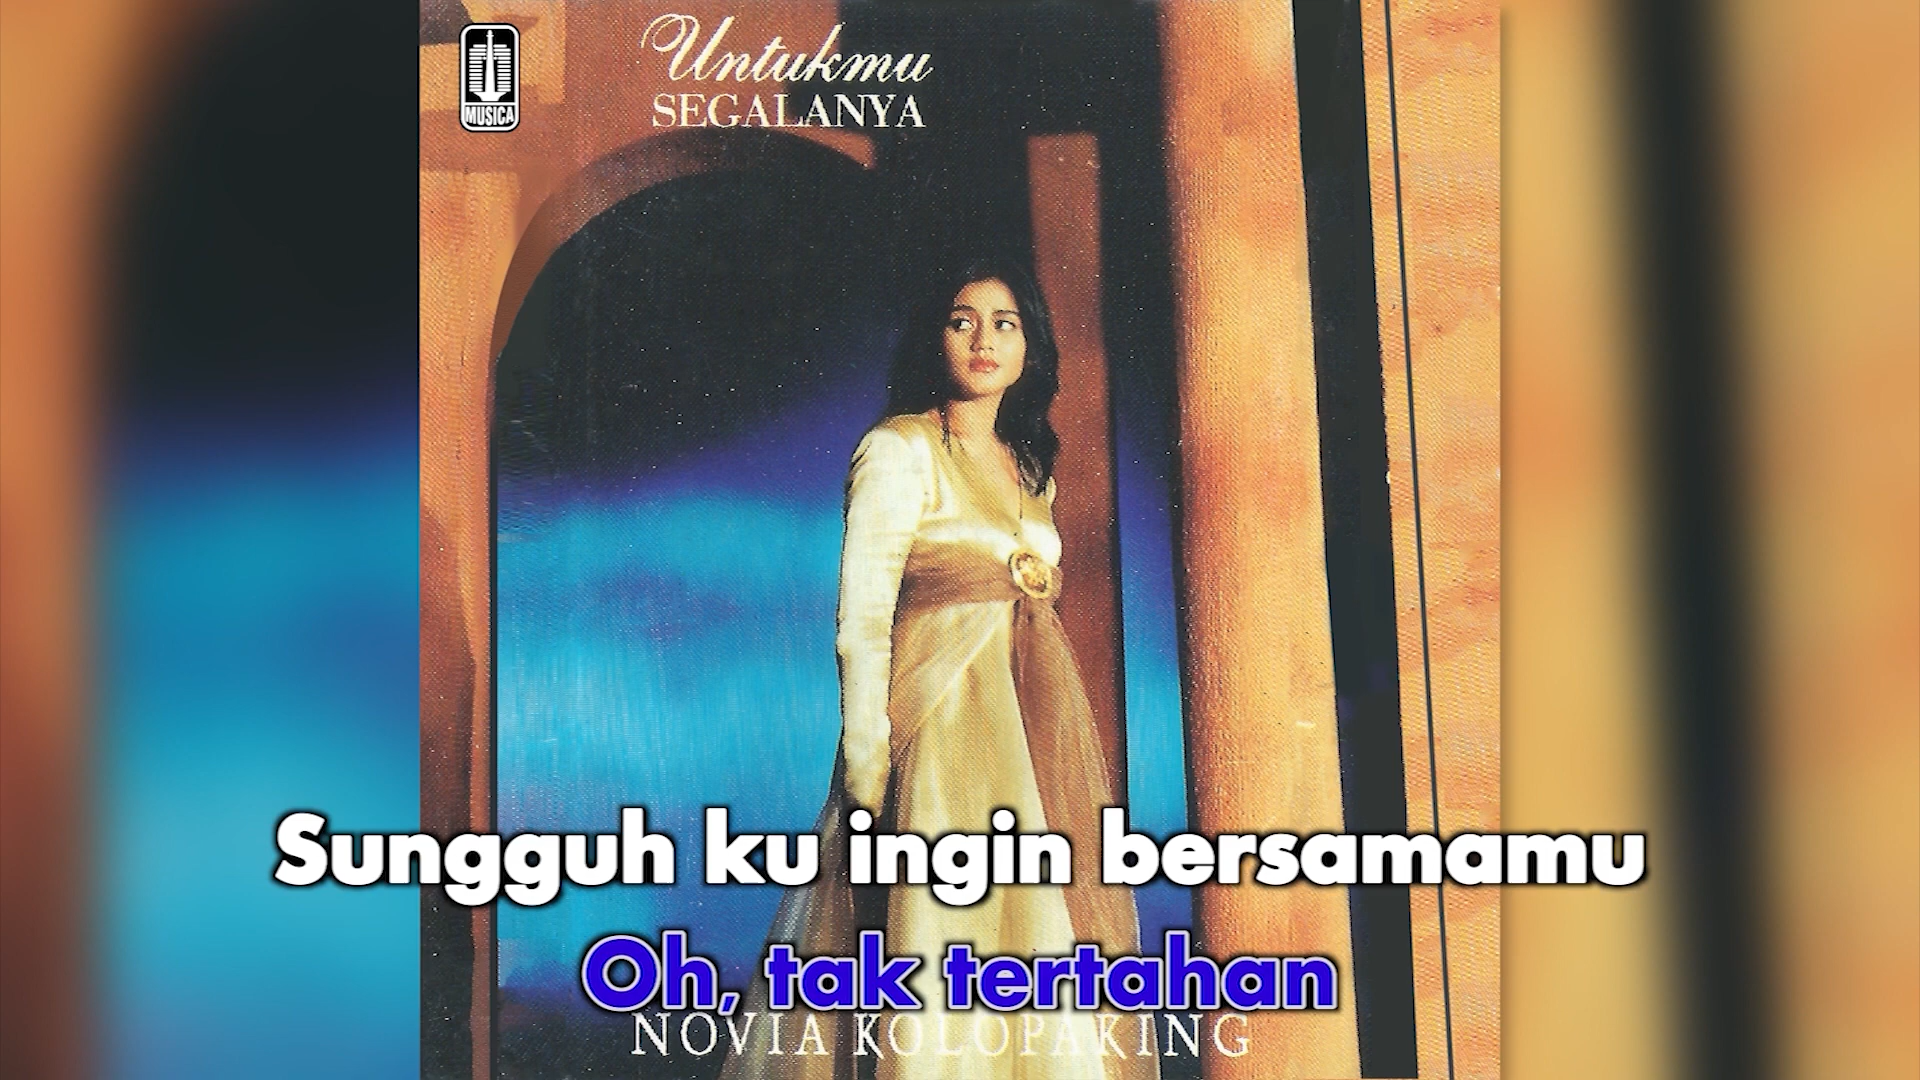 Untukmu
SEGALANYA
MUSICA
Sungguh ku ingin bersamamu
Oh, tak tertahan
NOVIA KOLOPAKING